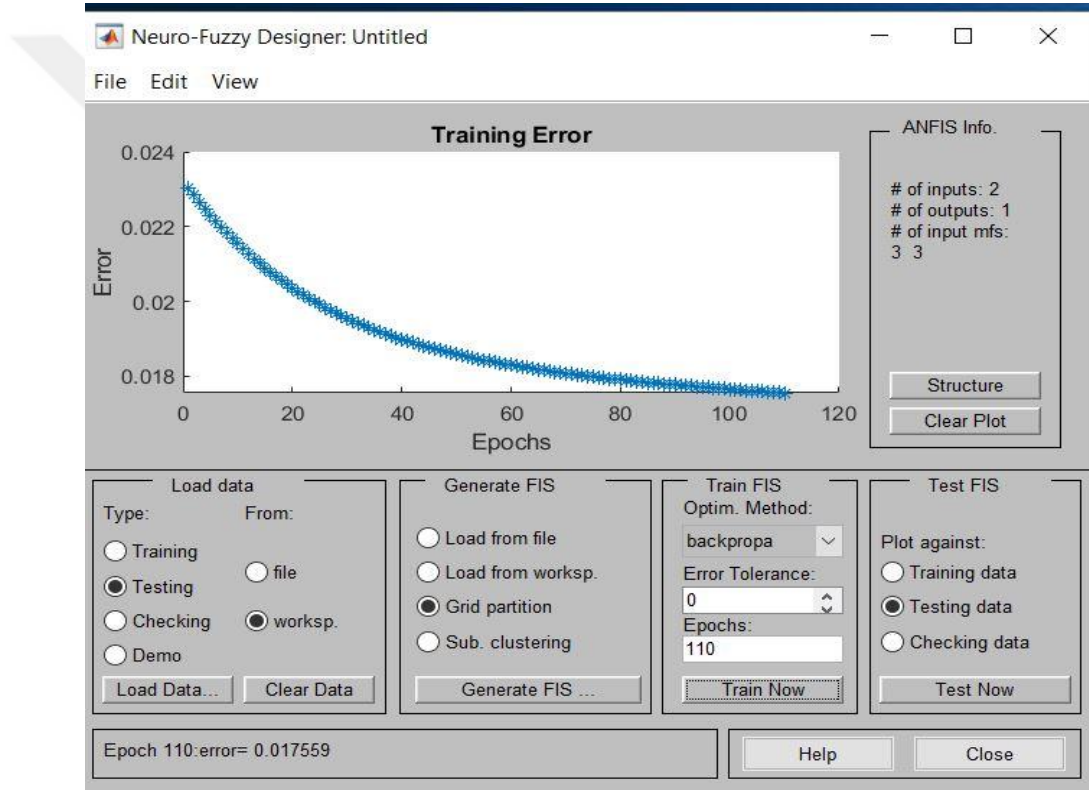 Neuro-Fuzzy Designer: Untitled
File Edit View
Training Error
0.024
0.022
0.02
0.018
Error
0 20 40 60 80 100 120
Epochs
ANFIS Info.
# of inputs: 2
# of outputs: 1
# of input mfs:
3 3
Structure
Clear Plot
Load data
Type: From:
Training
Testing
Checking
Demo
file
worksp.
Load Data... Clear Data
Generate FIS
Load from file
Load from worksp.
Grid partition
Sub. clustering
Generate FIS ...
Train FIS
Optim. Method:
backpropa
Error Tolerance:
0
Epochs:
110
Train Now
Test FIS
Plot against:
Training data
Testing data
Checking data
Test Now
Epoch 110:error= 0.017559
Help Close